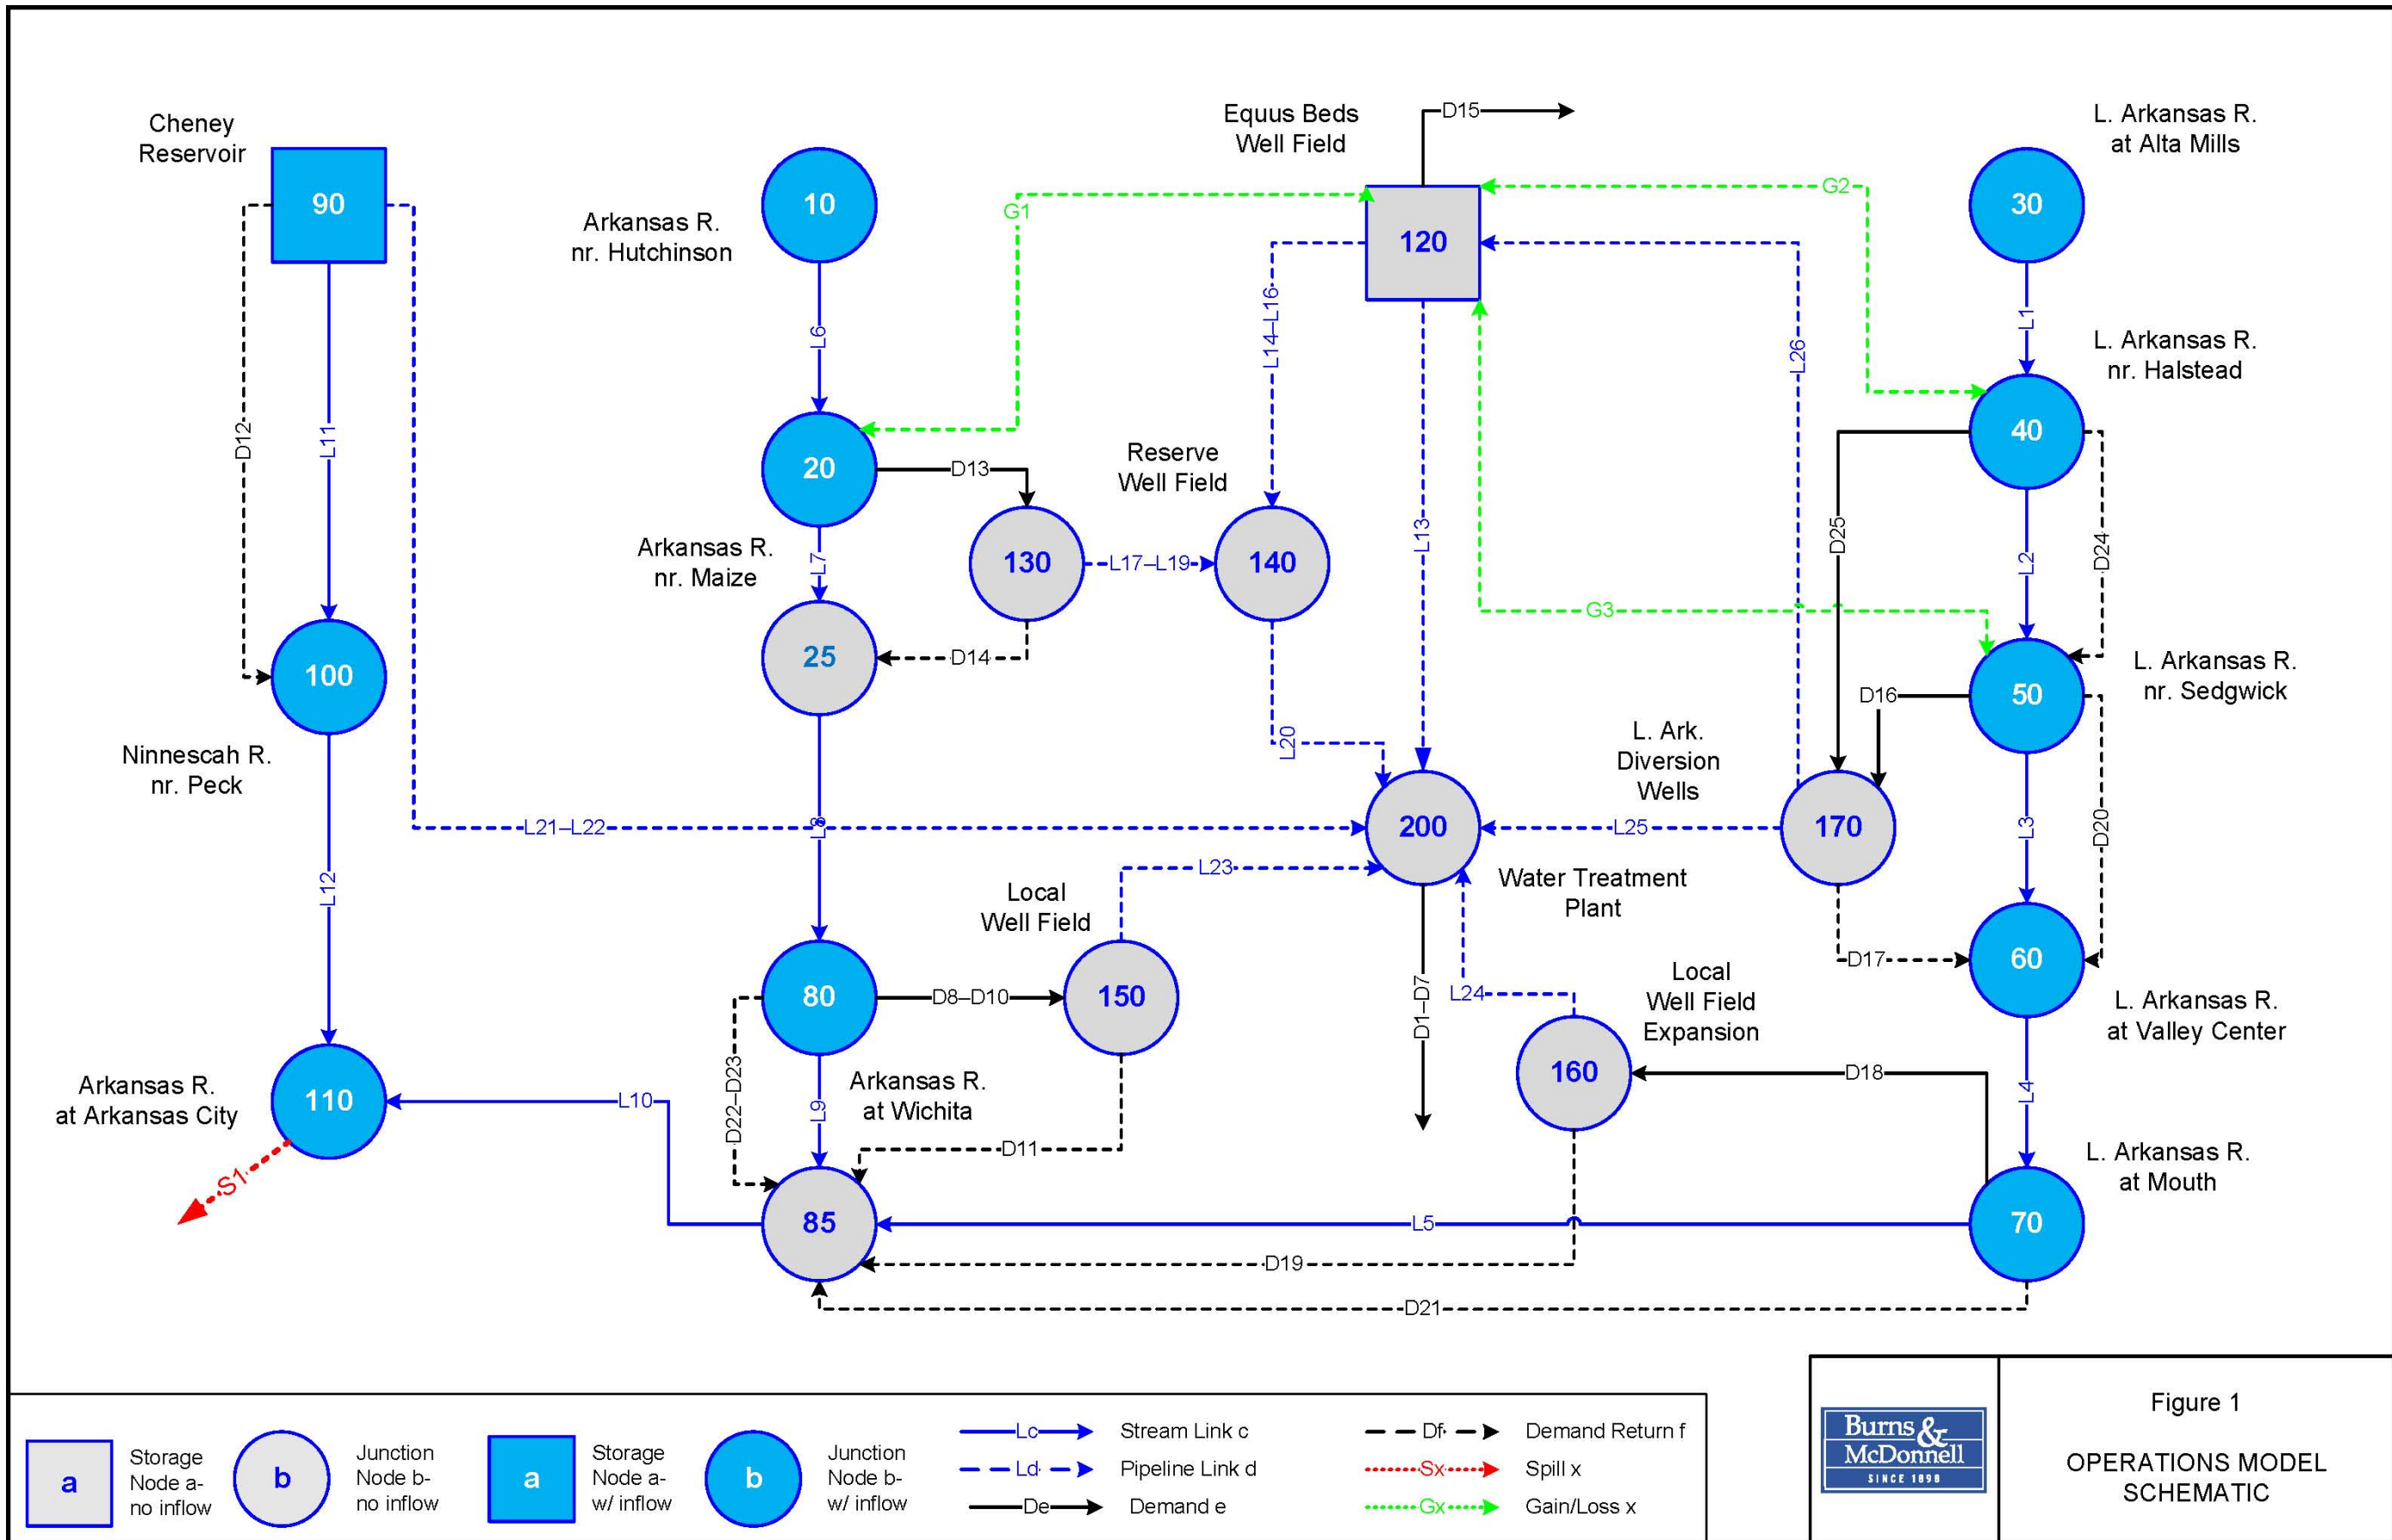 Cheney
Reservoir
90
D12
L11
100
Ninnescah R.
nr. Peck
L12
Arkansas R.
at Arkansas City
110
S1
L21–L22
Arkansas R.
nr. Hutchinson
10
L6
G1
20
D13
Arkansas R.
nr. Maize
L7
25
130
D14
L17–L19
Reserve
Well Field
140
L14–L16
L20
L8
80
D8–D10
Local
Well Field
150
L23
D22–D23
L9
Arkansas R.
at Wichita
D11
L10
85
L5
D19
D21
Equus Beds
Well Field
D15
120
L13
200
Water Treatment
Plant
D1–D7
L24
160
Local
Well Field
Expansion
D18
L. Ark.
Diversion
Wells
L25
170
L26
D25
D16
D17
G2
G3
L. Arkansas R.
at Alta Mills
30
L1
L. Arkansas R.
nr. Halstead
40
L2
D24
L. Arkansas R.
nr. Sedgwick
50
L3
D20
60
L. Arkansas R.
at Valley Center
L4
L. Arkansas R.
at Mouth
70
a
Storage
Node a-
no inflow
b
Junction
Node b-
no inflow
a
Storage
Node a-
w/ inflow
b
Junction
Node b-
w/ inflow
Lc
Stream Link c
Ld
Pipeline Link d
De
Demand e
Df
Demand Return f
Sx
Spill x
Gx
Gain/Loss x
Burns &
McDonnell
SINCE 1898
Figure 1
OPERATIONS MODEL
SCHEMATIC